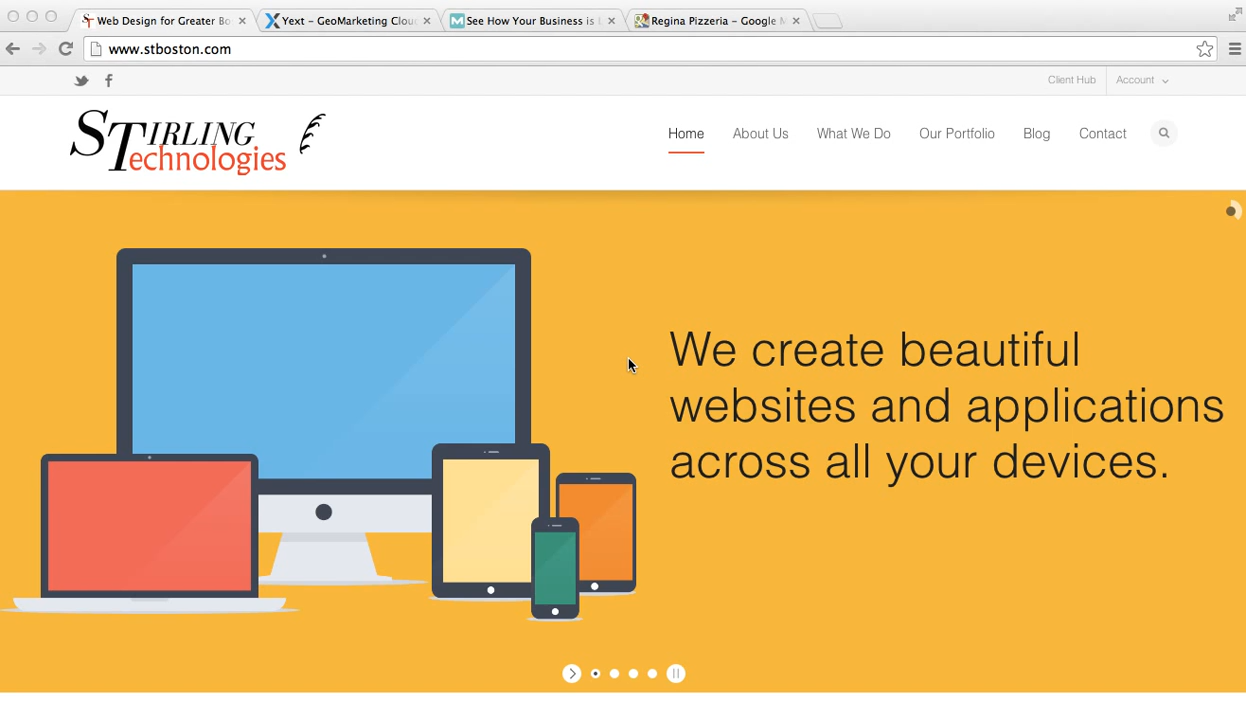 Web Design for Greater Bo
Yext - GeoMarketing Clou
See How Your Business is L
Regina Pizzeria - Google M
www.stboston.com
Client Hub
Account
STIRLING
Technologies
Home
About Us
What We Do
Our Portfolio
Blog
Contact
We create beautiful
websites and applications
across all your devices.